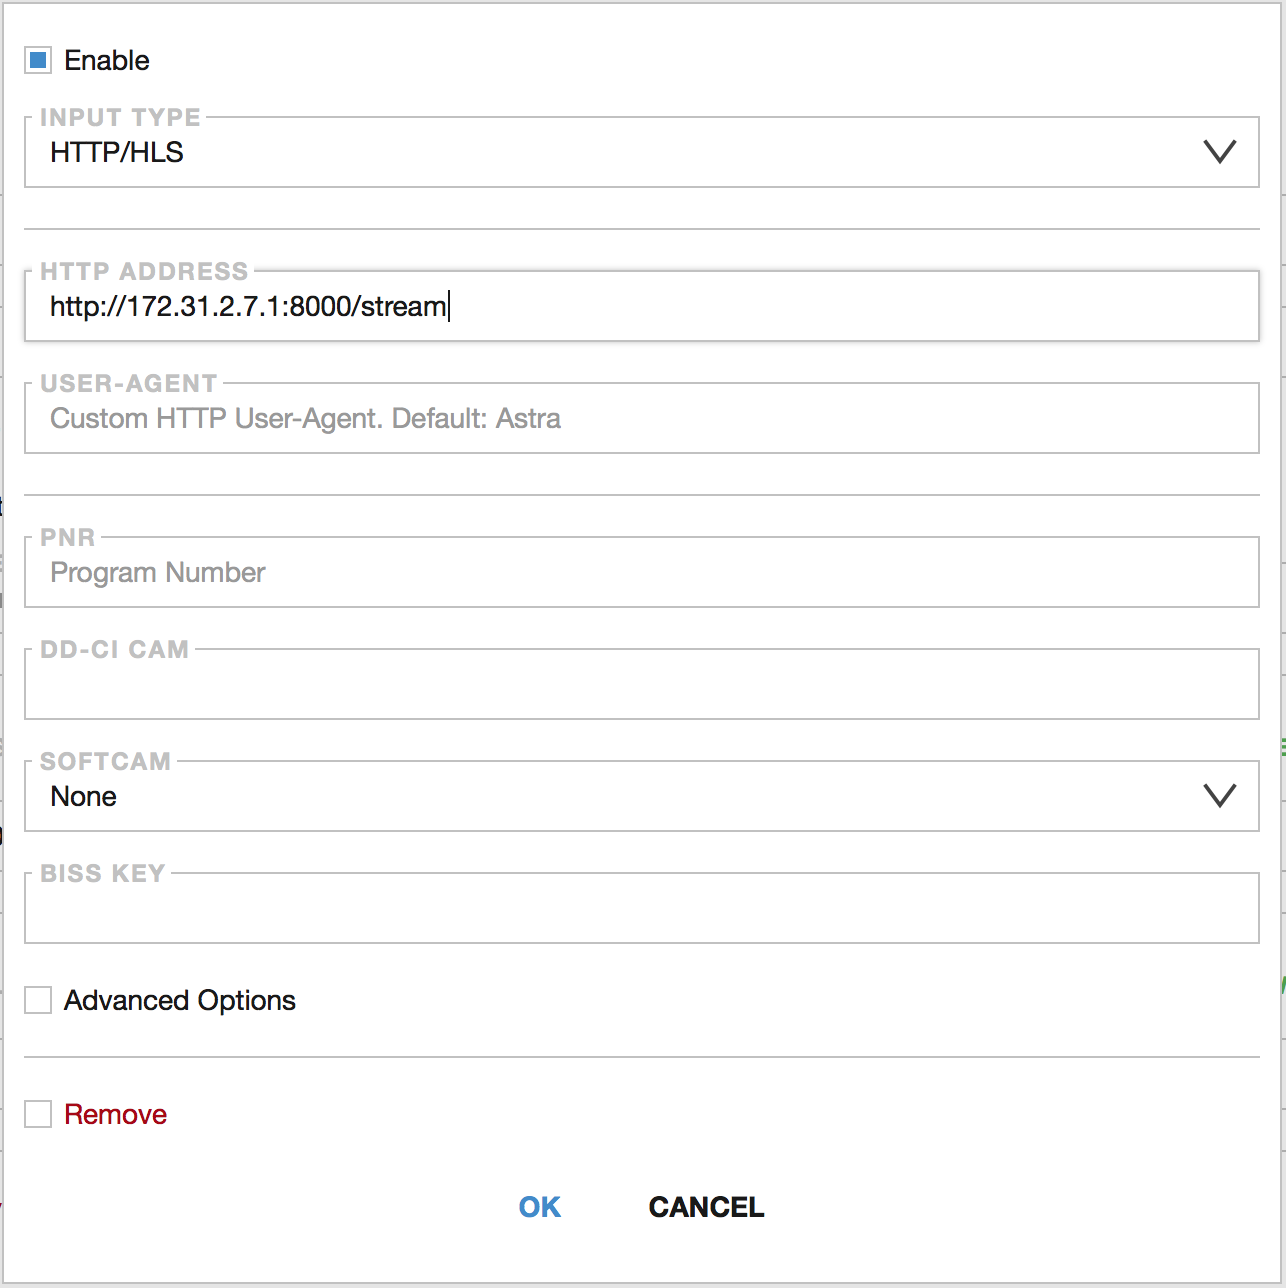 Enable
INPUT TYPE
HTTP/HLS
HTTP ADDRESS
http://172.31.2.7.1:8000/stream
USER-AGENT
Custom HTTP User-Agent. Default: Astra
PNR
Program Number
DD-CI CAM
SOFTCAM
None
BISS KEY
Advanced Options
Remove
OK CANCEL